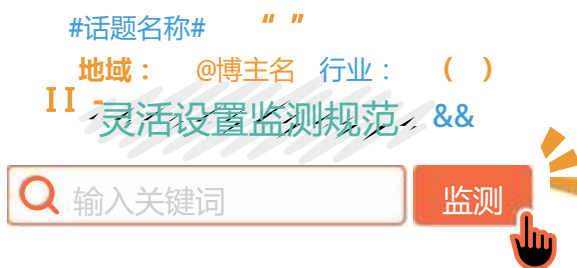 #话题名称# “ ”
地域： @博主名 行业： （ ）
II -
灵活设置监测规范 &&
输入关键词 监测